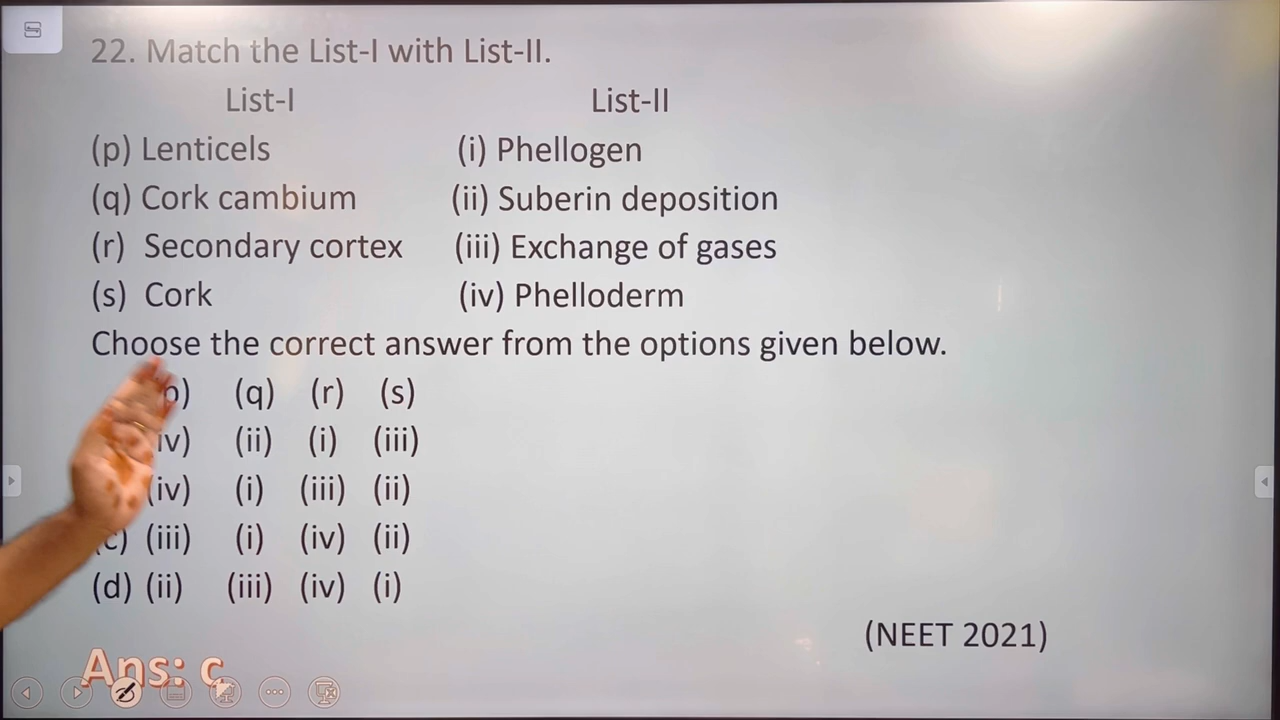 22. Match the List-I with List-II.
List-I List-II
(p) Lenticels (i) Phellogen
(q) Cork cambium (ii) Suberin deposition
(r) Secondary cortex (iii) Exchange of gases
(s) Cork (iv) Phelloderm
Choose the correct answer from the options given below.
(q) (r) (s)
(ii) (i) (iii)
(iv) (i) (iii) (ii)
(c) (iii) (i) (iv) (ii)
(d) (ii) (iii) (iv) (i)
(NEET 2021)
Ans: c